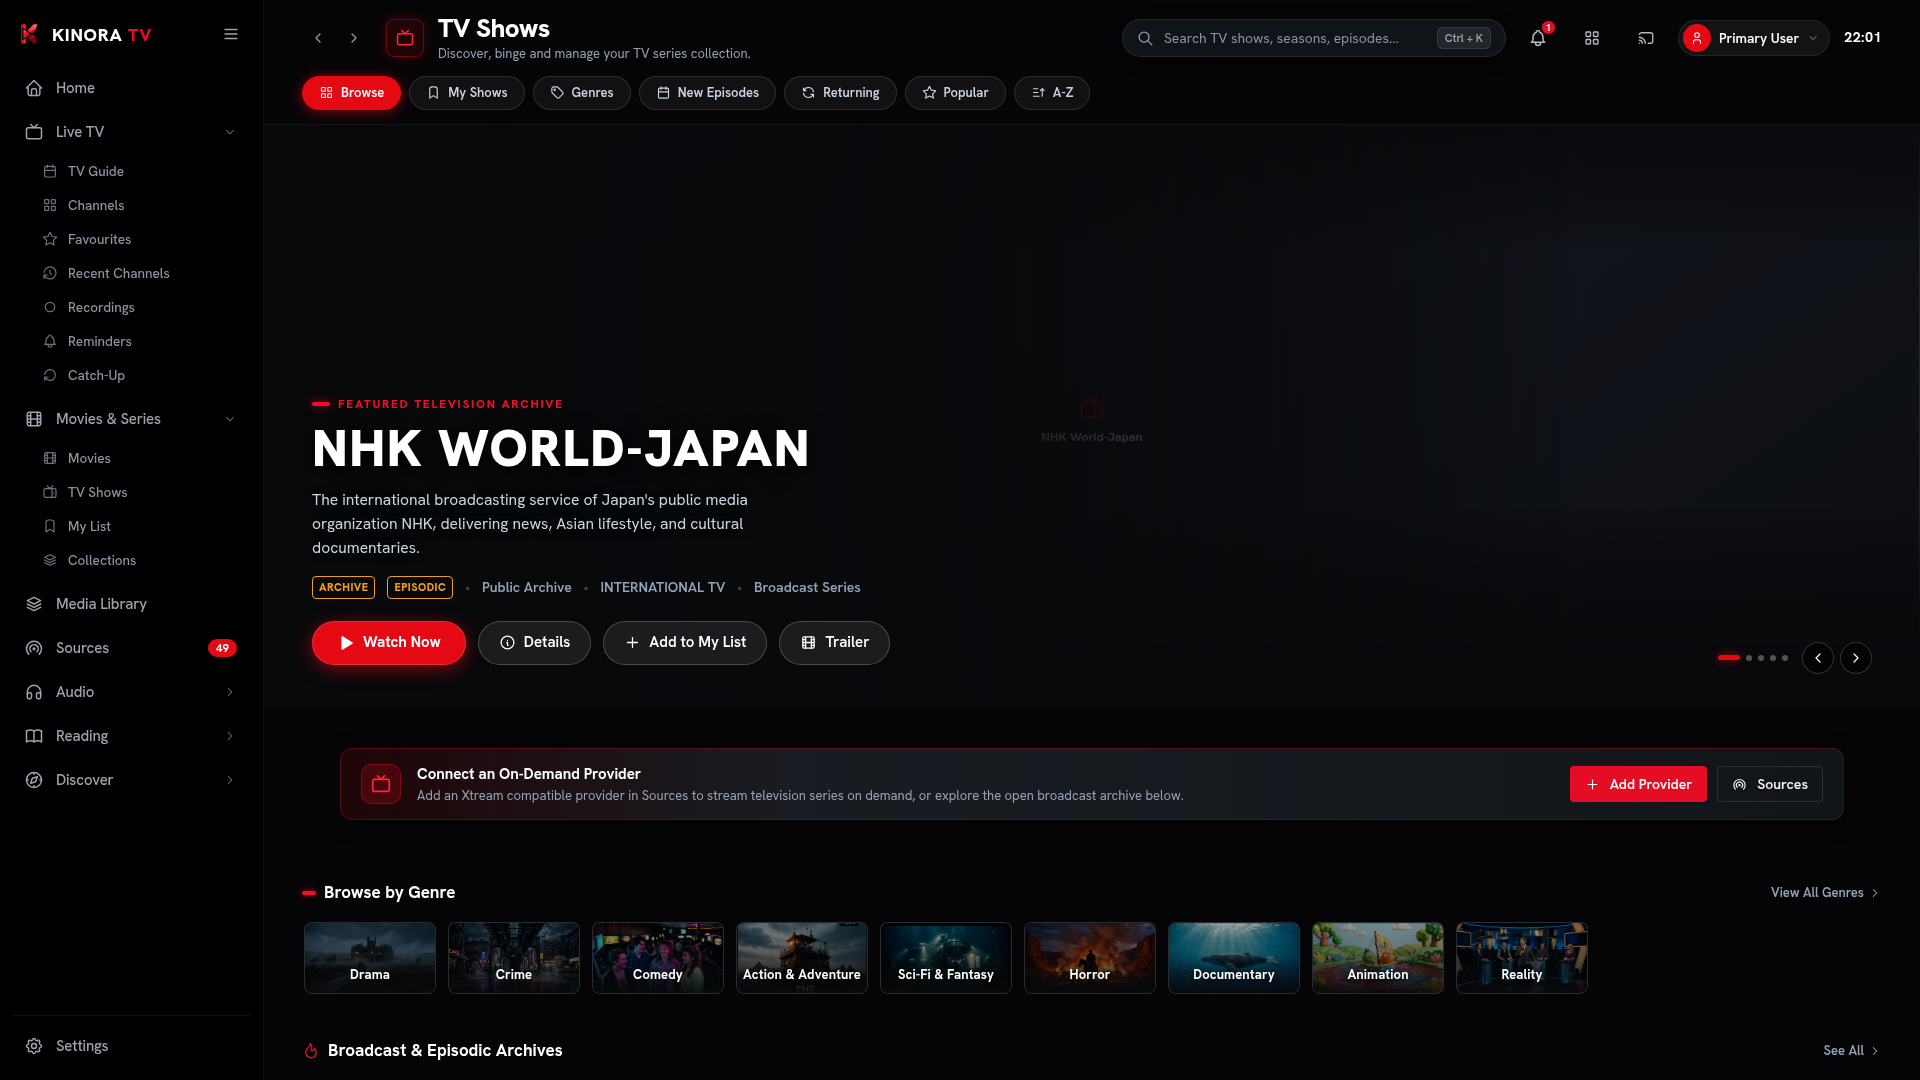 KINORA TV
Home
Live TV
TV Guide
Channels
Favourites
Recent Channels
Recordings
Reminders
Catch-Up
Movies & Series
Movies
TV Shows
My List
Collections
Media Library
Sources
49
Audio
Reading
Discover
Settings
TV Shows
Discover, binge and manage your TV series collection.
Search TV shows, seasons, episodes...
Ctrl + K
1
Primary User
22:01
Browse
My Shows
Genres
New Episodes
Returning
Popular
A-Z
FEATURED TELEVISION ARCHIVE
NHK WORLD-JAPAN
NHK World-Japan
The international broadcasting service of Japan's public media
organization NHK, delivering news, Asian lifestyle, and cultural
documentaries.
ARCHIVE EPISODIC • Public Archive • INTERNATIONAL TV • Broadcast Series
Watch Now
Details
Add to My List
Trailer
Connect an On-Demand Provider
Add an Xtream compatible provider in Sources to stream television series on demand, or explore the open broadcast archive below.
Add Provider
Sources
Browse by Genre
View All Genres
Drama
Crime
Comedy
Action & Adventure
THE
Sci-Fi & Fantasy
Horror
Documentary
Animation
Reality
Broadcast & Episodic Archives
See All